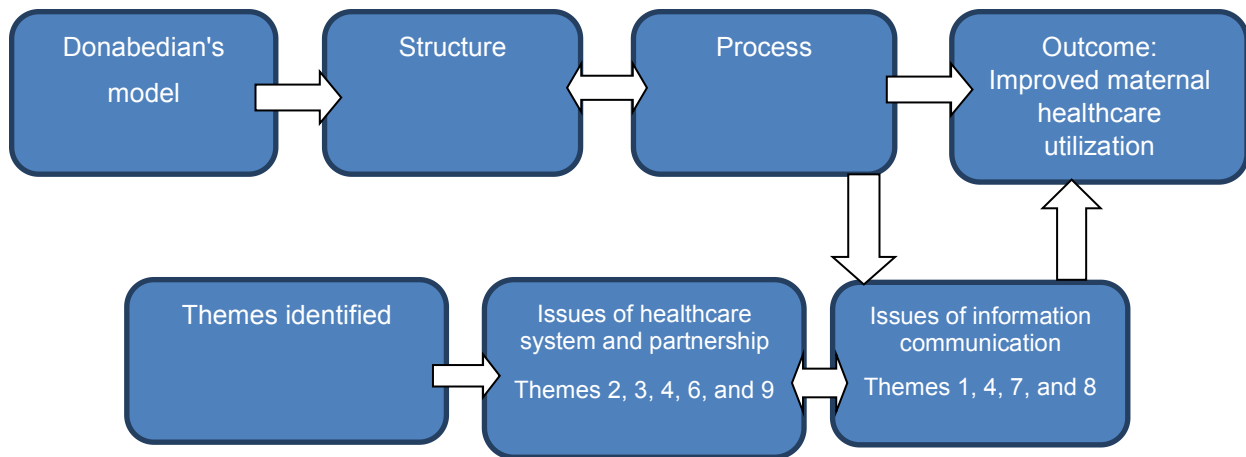 Donabedian's
model
Structure
Process
Outcome:
Improved maternal
healthcare
utilization
Themes identified
Issues of healthcare
system and partnership
Themes 2, 3, 4, 6, and 9
Issues of information
communication
Themes 1, 4, 7, and 8